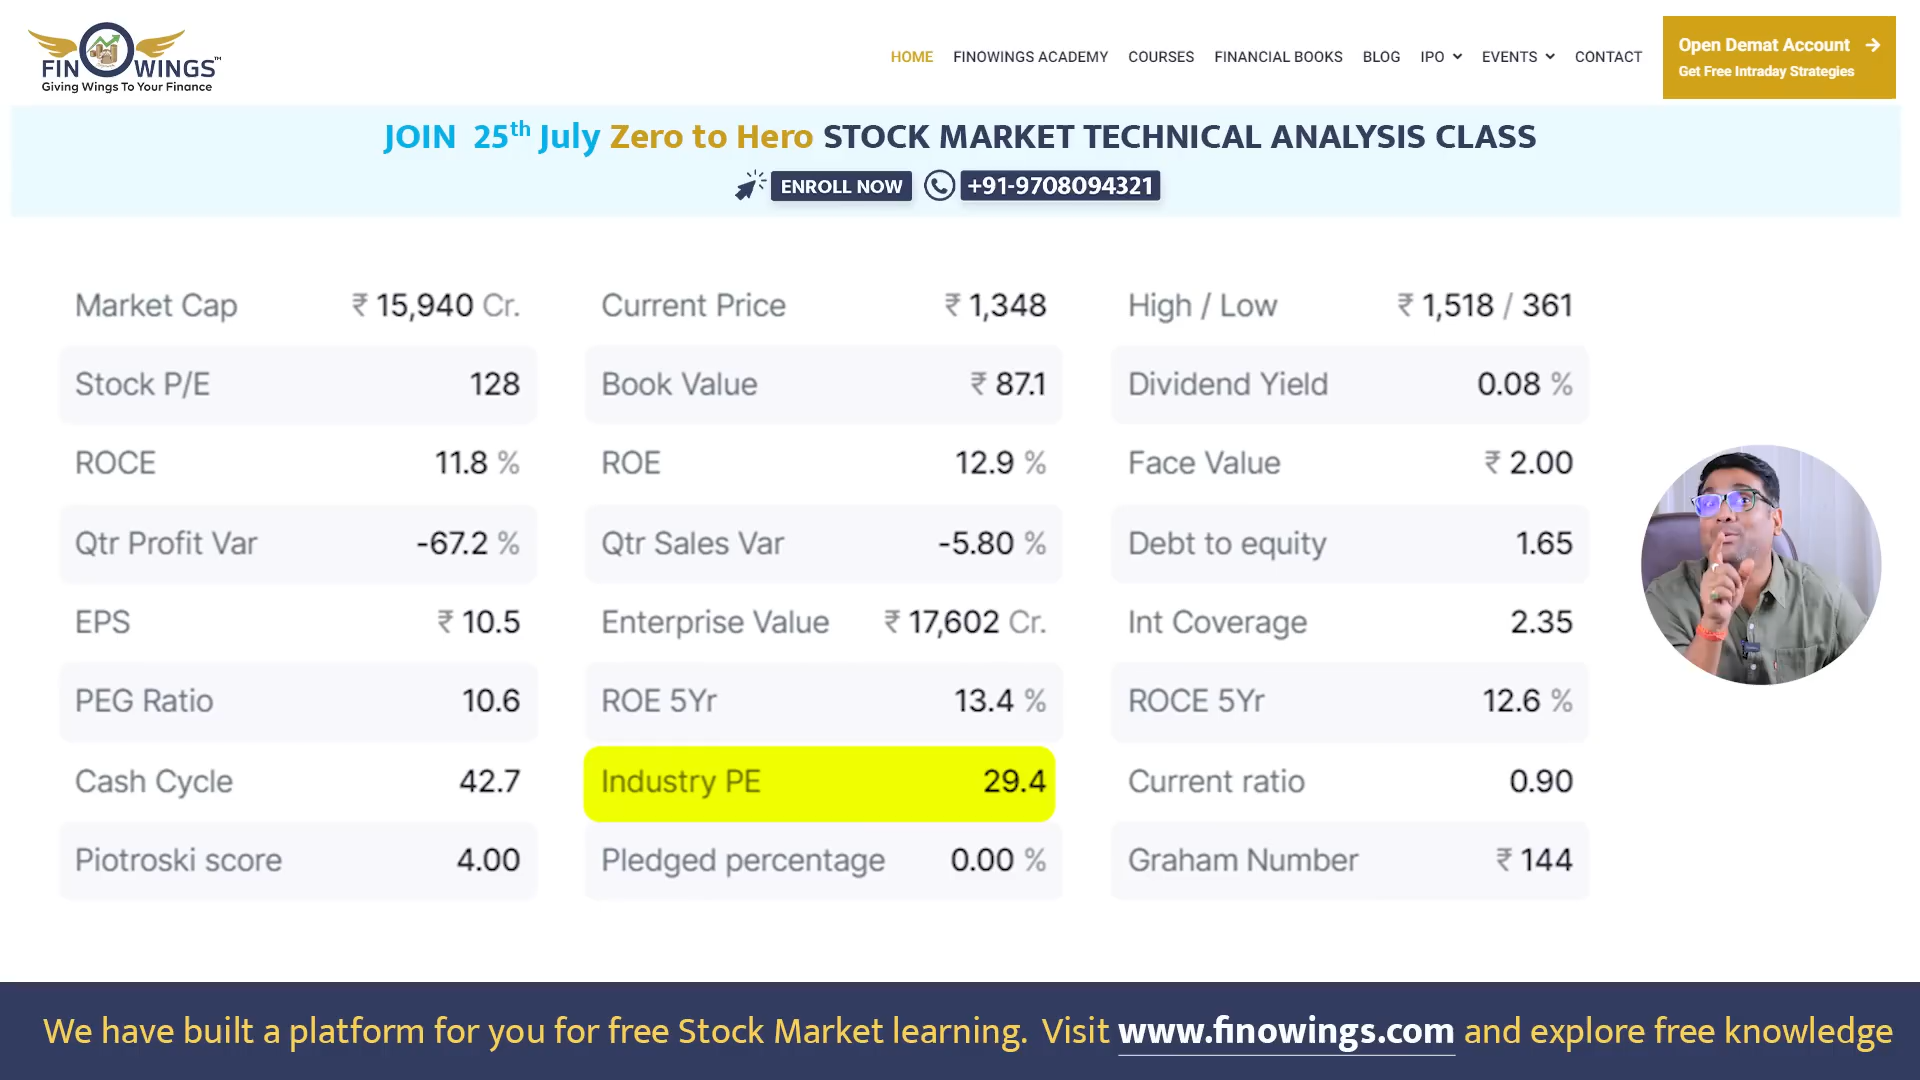 FINOWINGS™
Giving Wings To Your Finance
HOME FINOWINGS ACADEMY COURSES FINANCIAL BOOKS BLOG IPO EVENTS CONTACT
Open Demat Account →
Get Free Intraday Strategies
JOIN 25th July Zero to Hero STOCK MARKET TECHNICAL ANALYSIS CLASS
ENROLL NOW +91-9708094321
Market Cap ₹ 15,940 Cr. Current Price ₹ 1,348 High / Low ₹ 1,518 / 361
Stock P/E 128 Book Value ₹ 87.1 Dividend Yield 0.08 %
ROCE 11.8 % ROE 12.9 % Face Value ₹ 2.00
Qtr Profit Var -67.2 % Qtr Sales Var -5.80 % Debt to equity 1.65
EPS ₹ 10.5 Enterprise Value ₹ 17,602 Cr. Int Coverage 2.35
PEG Ratio 10.6 ROE 5Yr 13.4 % ROCE 5Yr 12.6 %
Cash Cycle 42.7 Industry PE 29.4 Current ratio 0.90
Piotroski score 4.00 Pledged percentage 0.00 % Graham Number ₹ 144
We have built a platform for you for free Stock Market learning. Visit www.finowings.com and explore free knowledge